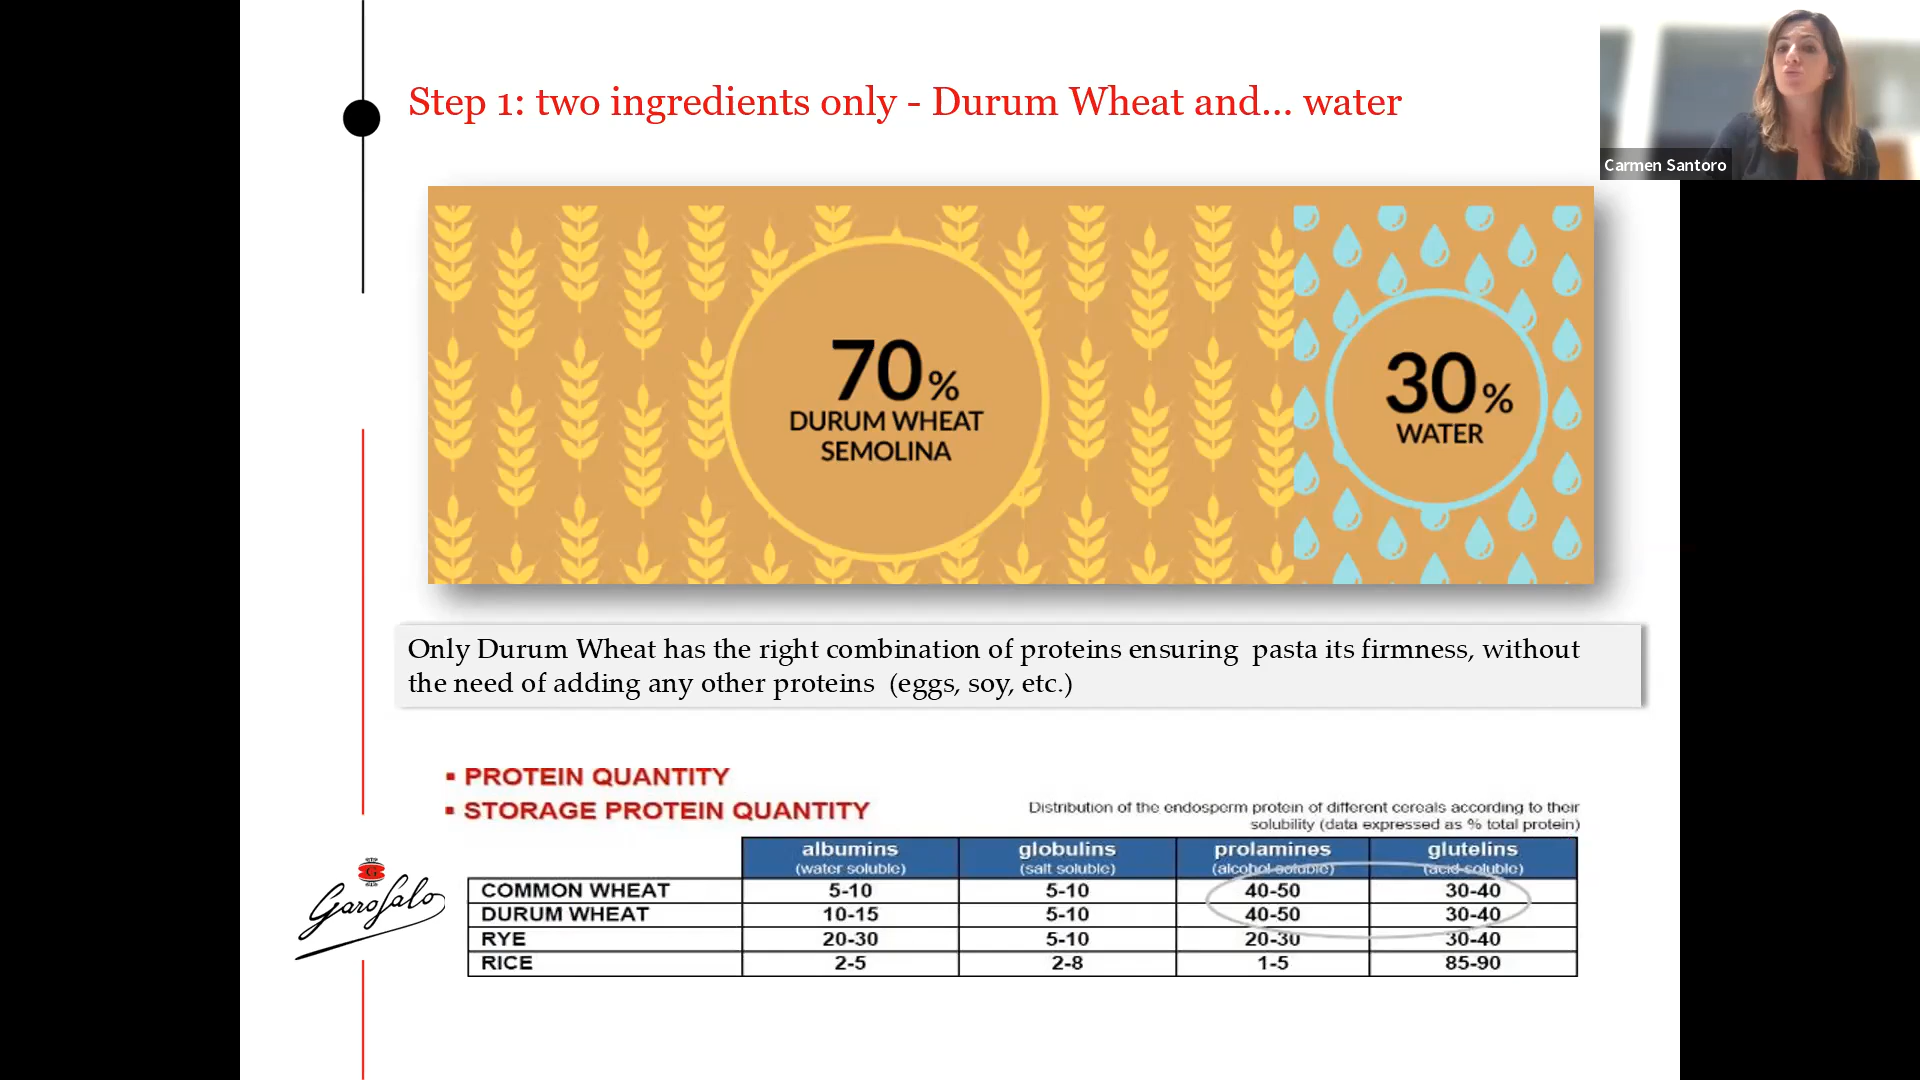 Step 1: two ingredients only - Durum Wheat and... water
Carmen Santoro
70%
DURUM WHEAT
SEMOLINA
30%
WATER
Only Durum Wheat has the right combination of proteins ensuring pasta its firmness, without
the need of adding any other proteins (eggs, soy, etc.)
▪ PROTEIN QUANTITY
▪ STORAGE PROTEIN QUANTITY
Distribution of the endosperm protein of different cereals according to their
solubility (data expressed as % total protein)
albumins globulins prolamines glutelins
(water soluble) (salt soluble) (alcohol soluble) (acid-soluble)
COMMON WHEAT 5-10 5-10 40-50 30-40
DURUM WHEAT 10-15 5-10 40-50 30-40
RYE 20-30 5-10 20-30 30-40
RICE 2-5 2-8 1-5 85-90
G
Garofalo